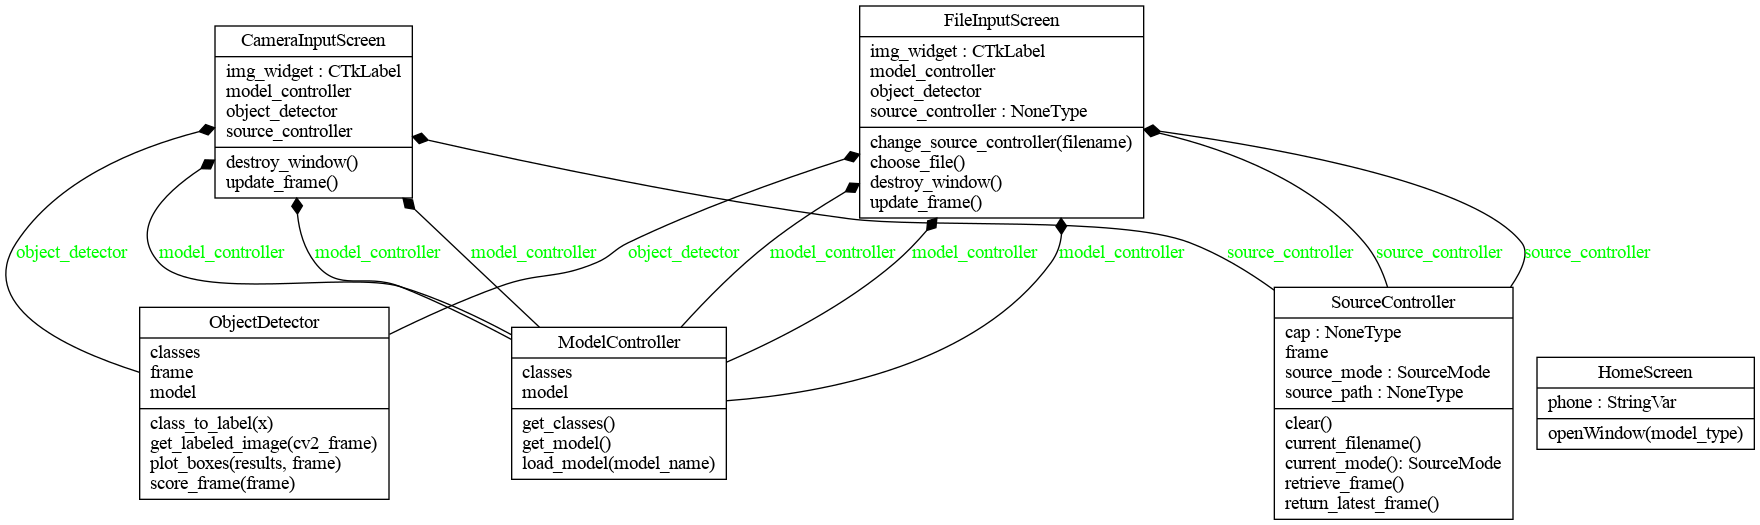 CameraInputScreen
img_widget : CTkLabel
model_controller
object_detector
source_controller
destroy_window()
update_frame()
FileInputScreen
img_widget : CTkLabel
model_controller
object_detector
source_controller : NoneType
change_source_controller(filename)
choose_file()
destroy_window()
update_frame()
object_detector
model_controller
model_controller
model_controller
object_detector
model_controller
model_controller
model_controller
source_controller
source_controller
source_controller
ObjectDetector
classes
frame
model
class_to_label(x)
get_labeled_image(cv2_frame)
plot_boxes(results, frame)
score_frame(frame)
ModelController
classes
model
get_classes()
get_model()
load_model(model_name)
SourceController
cap : NoneType
frame
source_mode : SourceMode
source_path : NoneType
clear()
current_filename()
current_mode(): SourceMode
retrieve_frame()
return_latest_frame()
HomeScreen
phone : StringVar
openWindow(model_type)